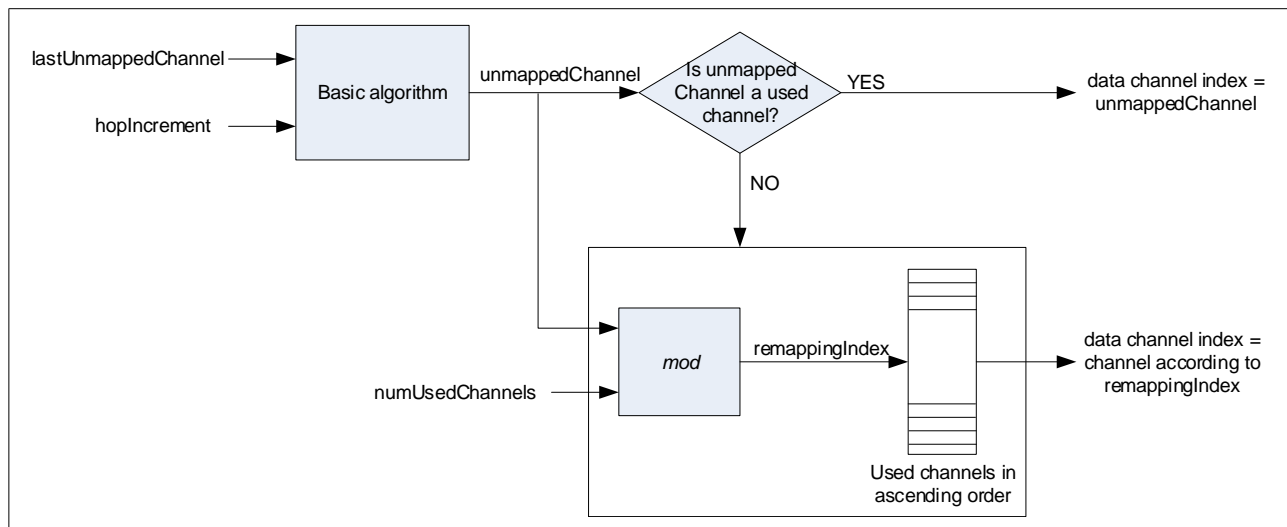 lastUnmappedChannel
hopIncrement
Basic algorithm
unmappedChannel
Is unmapped
Channel a used
channel?
YES
data channel index =
unmappedChannel
NO
numUsedChannels
mod
remappingIndex
Used channels in
ascending order
data channel index =
channel according to
remappingIndex